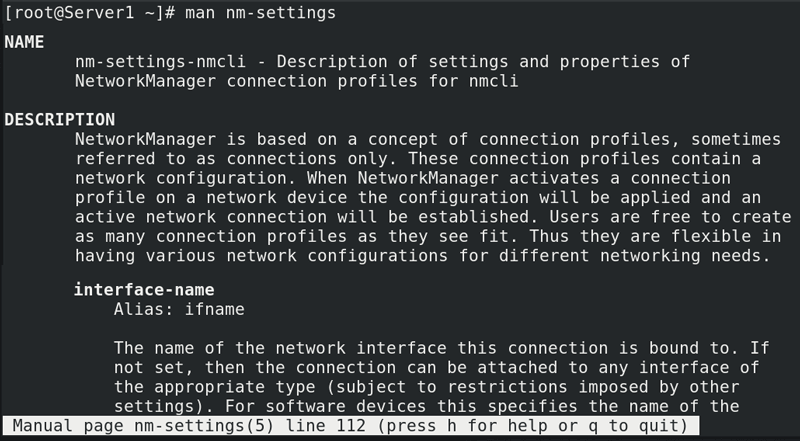 [root@Server1 ~]# man nm-settings
NAME
nm-settings-nmcli - Description of settings and properties of
NetworkManager connection profiles for nmcli
DESCRIPTION
NetworkManager is based on a concept of connection profiles, sometimes
referred to as connections only. These connection profiles contain a
network configuration. When NetworkManager activates a connection
profile on a network device the configuration will be applied and an
active network connection will be established. Users are free to create
as many connection profiles as they see fit. Thus they are flexible in
having various network configurations for different networking needs.
interface-name
Alias: ifname
The name of the network interface this connection is bound to. If
not set, then the connection can be attached to any interface of
the appropriate type (subject to restrictions imposed by other
settings). For software devices this specifies the name of the
Manual page nm-settings(5) line 112 (press h for help or q to quit)